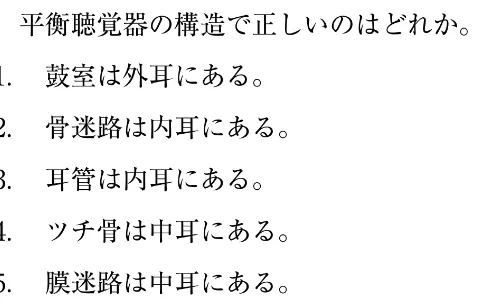 平衡聴覚器の構造で正しいのはどれか。
1. 鼓室は外耳にある。
2. 骨迷路は内耳にある。
3. 耳管は内耳にある。
4. ツチ骨は中耳にある。
5. 膜迷路は中耳にある。